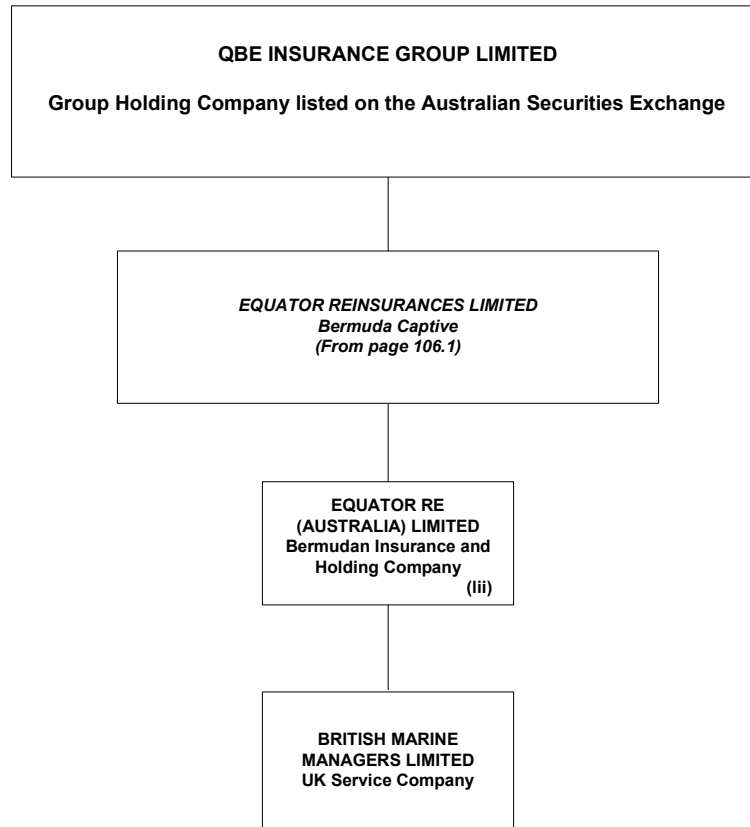 QBE INSURANCE GROUP LIMITED
Group Holding Company listed on the Australian Securities Exchange
EQUATOR REINSURANCES LIMITED
Bermuda Captive
(From page 106.1)
EQUATOR RE
(AUSTRALIA) LIMITED
Bermudan Insurance and
Holding Company
(Iii)
BRITISH MARINE
MANAGERS LIMITED
UK Service Company